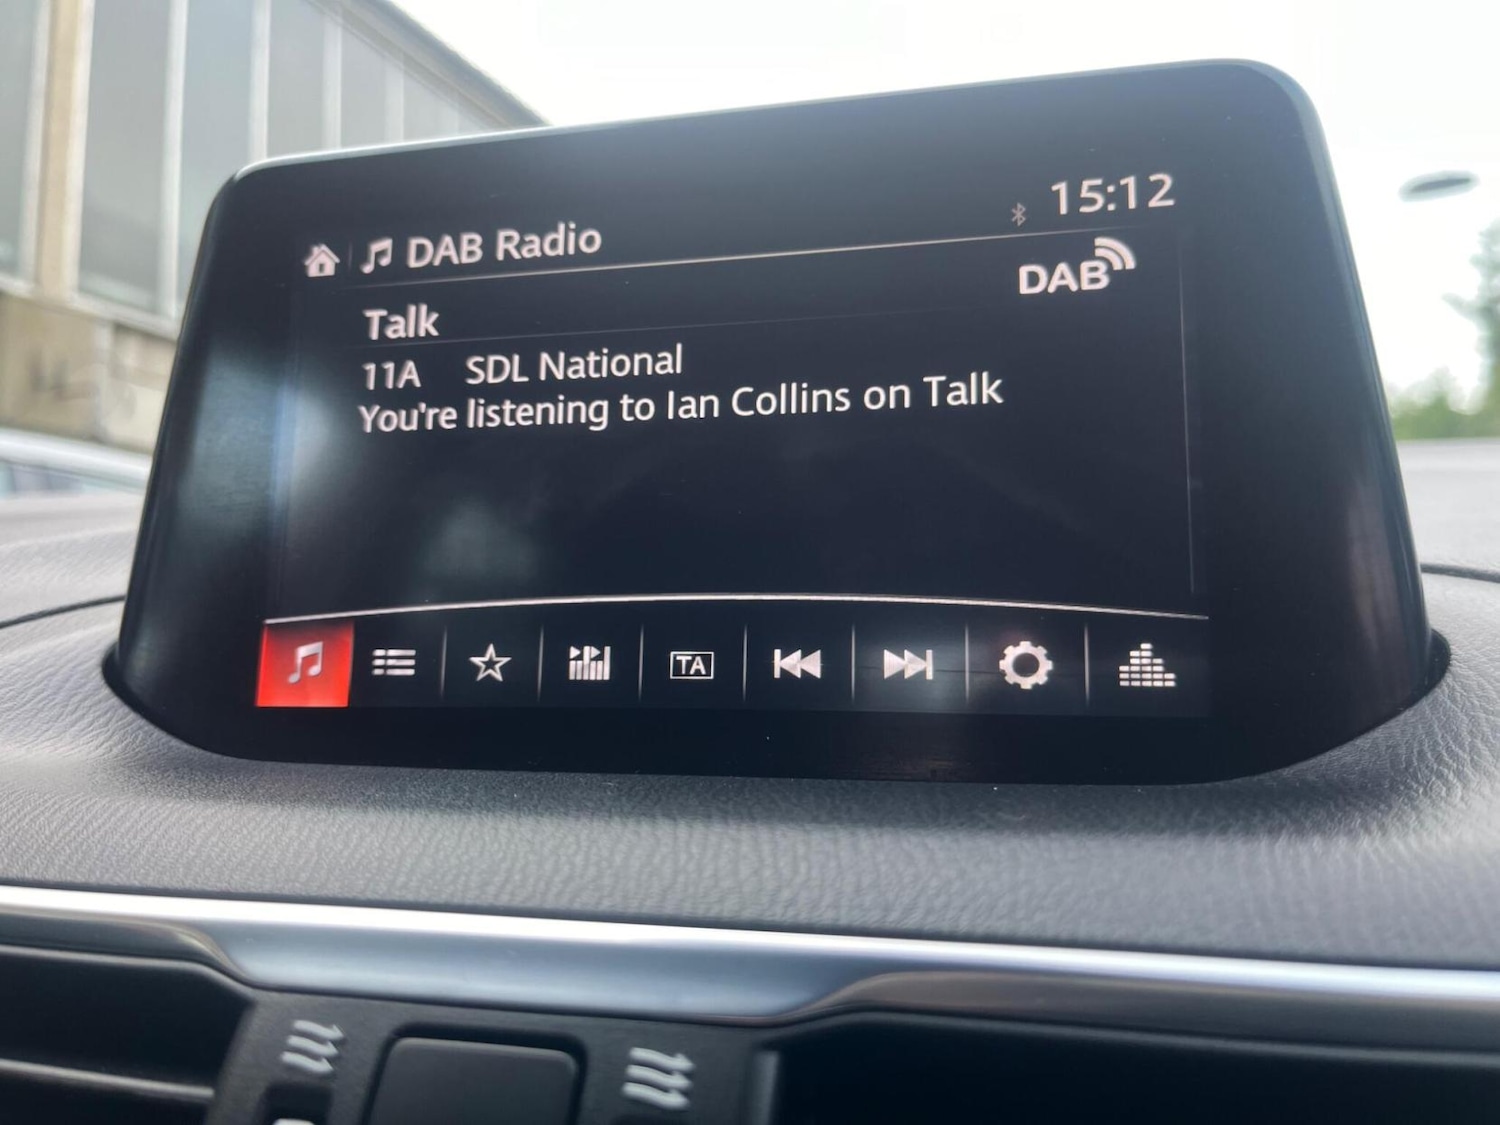 15:12
DAB Radio
DAB
Talk
11A SDL National
You're listening to Ian Collins on Talk
TA